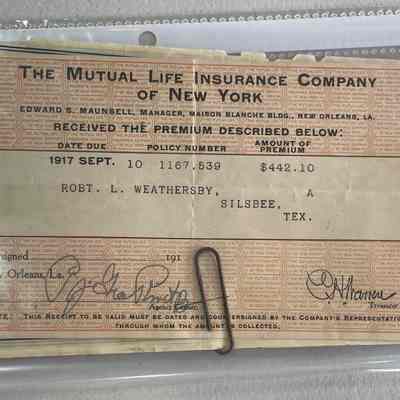 THE MUTUAL LIFE INSURANCE COMPANY
OF NEW YORK
EDWARD S. MAUNSELL, MANAGER, MAISON BLANCHE BLDG., NEW ORLEANS, LA.
RECEIVED THE PREMIUM DESCRIBED BELOW:
DATE DUE POLICY NUMBER AMOUNT OF PREMIUM
1917 SEPT. 10 1167,539 $442.10
ROBT. L. WEATHERSBY, A
SILSBEE,
TEX.
signed 191
Orleans, La.
NOTE. THIS RECEIPT TO BE VALID MUST BE DATED AND COUNTERSIGNED BY THE COMPANY'S REPRESENTATIVE
THROUGH WHOM THE AMOUNT IS COLLECTED.